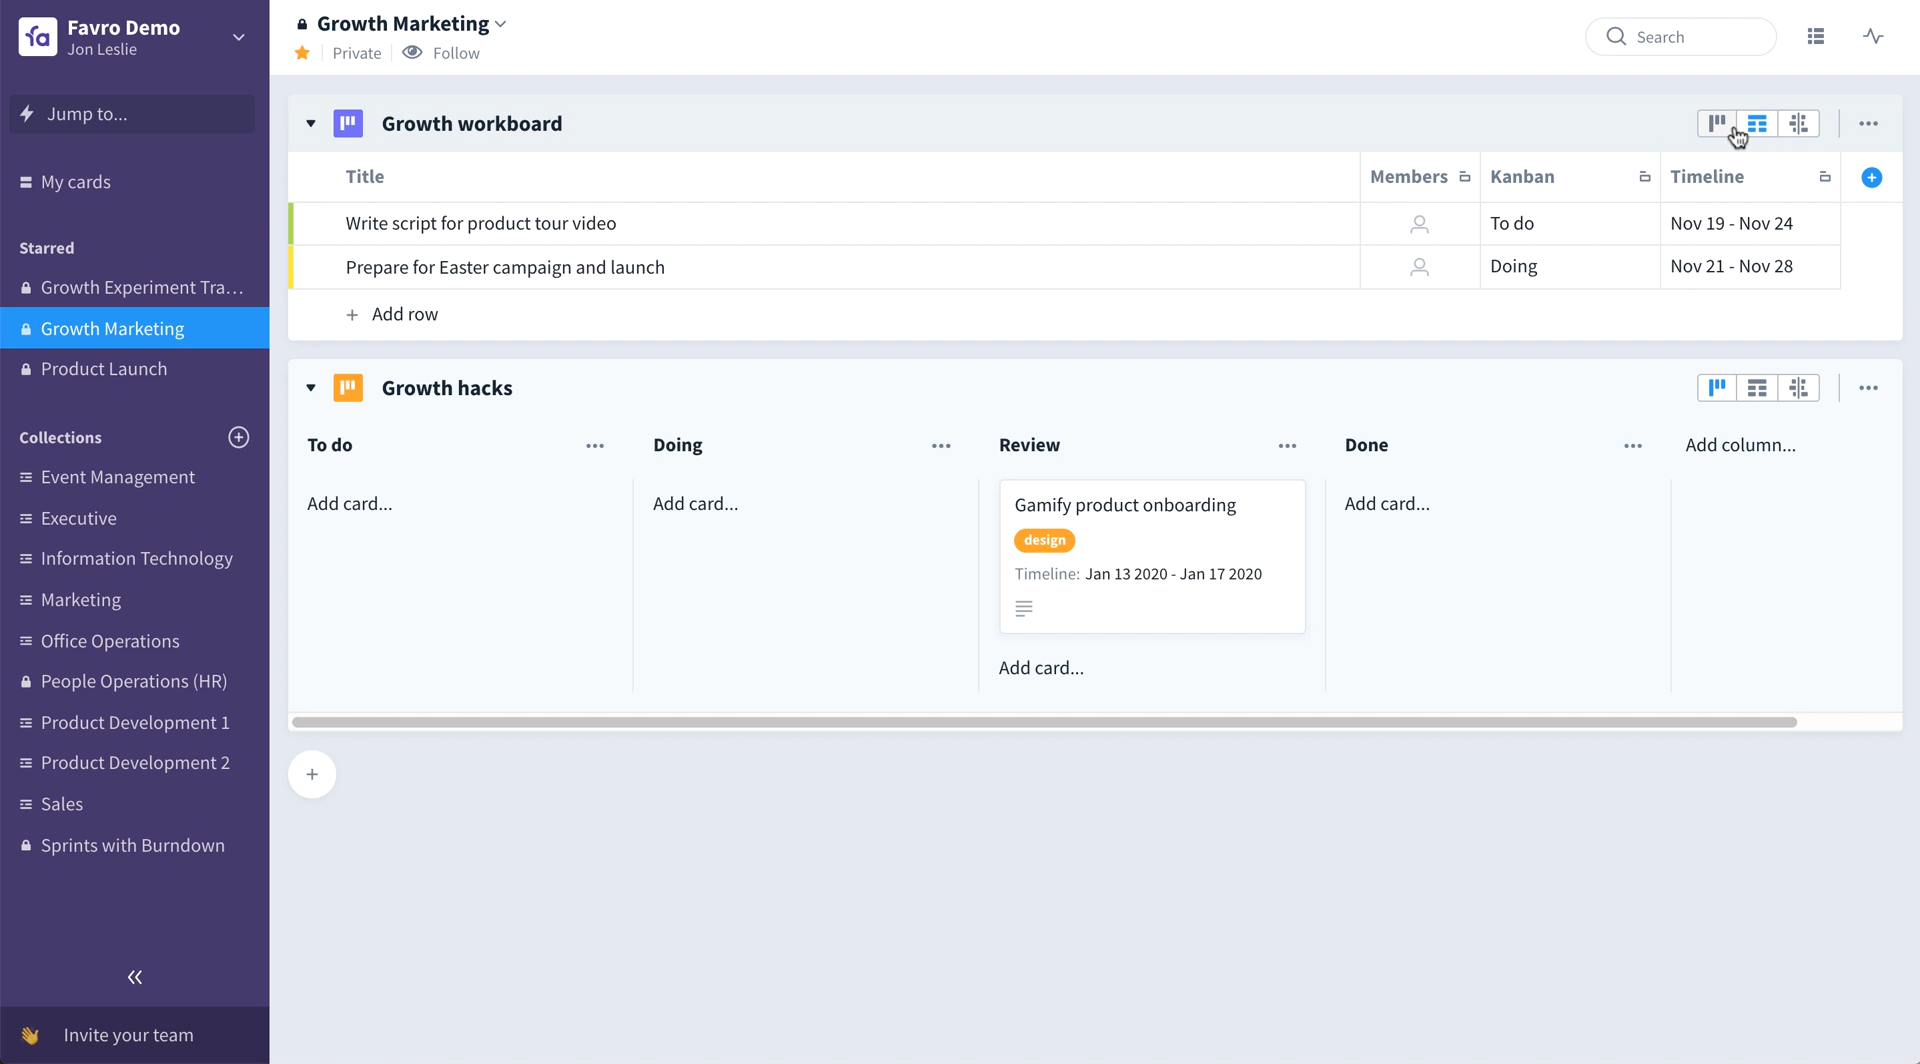 Favro Demo
Jon Leslie
Jump to...
My cards
Starred
Growth Experiment Tra...
Growth Marketing
Product Launch
Collections
Event Management
Executive
Information Technology
Marketing
Office Operations
People Operations (HR)
Product Development 1
Product Development 2
Sales
Sprints with Burndown
Invite your team
Growth Marketing
Private
Follow
Search
Growth workboard
Title
Members
Kanban
Timeline
Write script for product tour video
To do
Nov 19 - Nov 24
Prepare for Easter campaign and launch
Doing
Nov 21 - Nov 28
+ Add row
Growth hacks
To do
Doing
Review
Done
Add column...
Add card...
Add card...
Gamify product onboarding
design
Timeline: Jan 13 2020 - Jan 17 2020
Add card...
Add card...